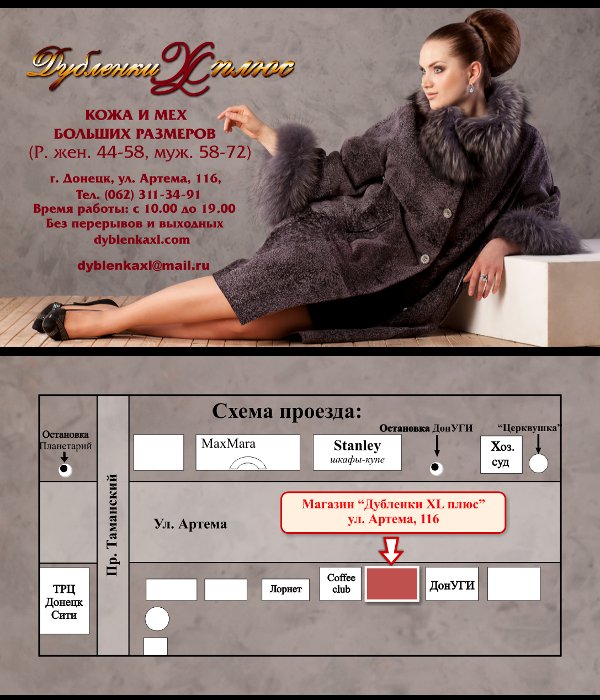 Дубленки XL плюс
КОЖА И МЕХ
БОЛЬШИХ РАЗМЕРОВ
(Р. жен. 44-58, муж. 58-72)
г. Донецк, ул. Артема, 116,
Тел. (062) 311-34-91
Время работы: с 10.00 до 19.00
Без перерывов и выходных
dyblenkaxl.com
dyblenkaxl@mail.ru
Схема проезда:
Остановка
Планетарий
MaxMara
Stanley
шкафы-купе
Остановка ДонУГИ
Хоз.
суд
“Церквушка”
Пр. Таманский
Ул. Артема
Магазин “Дубленки XL плюс”
ул. Артема, 116
ТРЦ
Донецк
Сити
Лорнет
Coffee
club
ДонУГИ